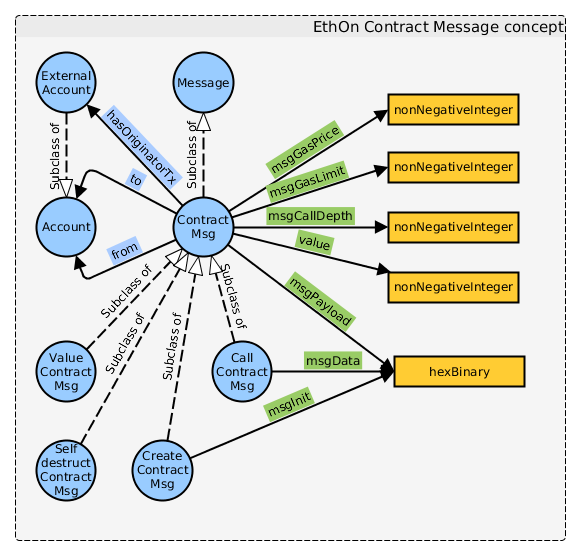 EthOn Contract Message concept
External
Account
Message
nonNegativeInteger
hasOriginatorTx
Subclass of
Subclass of
msgGasPrice
nonNegativeInteger
msgGasLimit
to
Account
Contract
Msg
msgCallDepth
nonNegativeInteger
from
value
nonNegativeInteger
Subclass of
Subclass of
Subclass of
Subclass of
msgPayload
Value
Contract
Msg
Call
Contract
Msg
msgData
hexBinary
msgInit
Self
destruct
Contract
Msg
Create
Contract
Msg